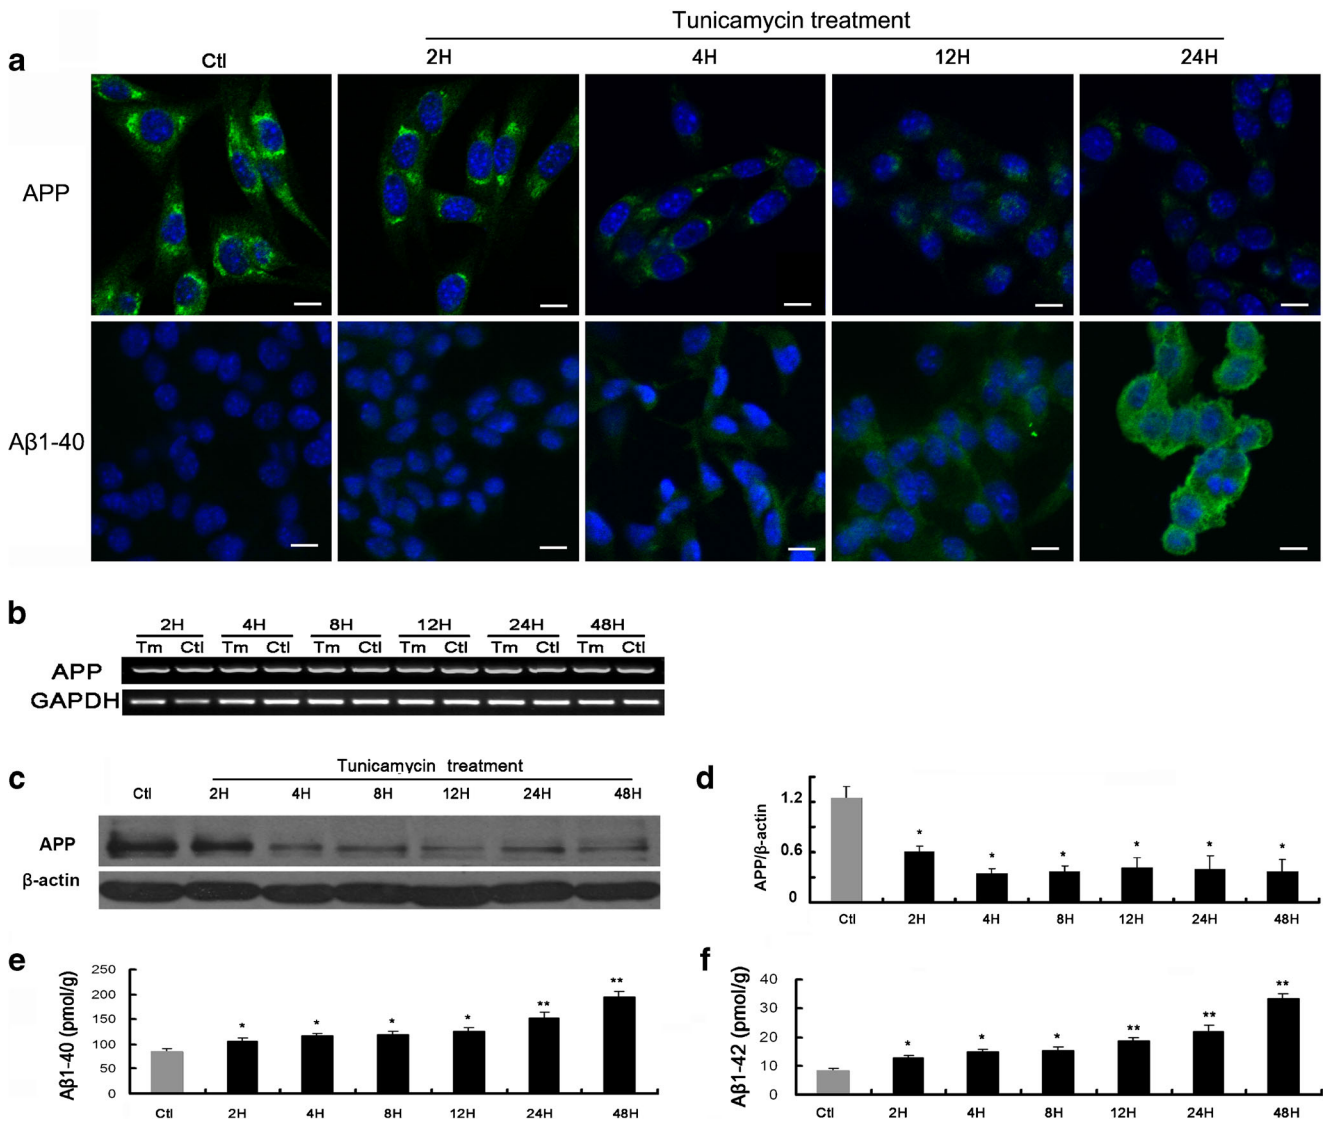 Tunicamycin treatment
a
Ctl 2H 4H 12H 24H
APP
Aβ1-40
b
2H 4H 8H 12H 24H 48H
Tm Ctl Tm Ctl Tm Ctl Tm Ctl Tm Ctl Tm Ctl
APP
GAPDH
c
Tunicamycin treatment
Ctl 2H 4H 8H 12H 24H 48H
APP
β-actin
d
APP/β-actin
1.2
0.6
0
* * * * * *
Ctl 2H 4H 8H 12H 24H 48H
e
Aβ1-40 (pmol/g)
250
200
150
100
50
0
* * * * ** **
Ctl 2H 4H 8H 12H 24H 48H
f
Aβ1-42 (pmol/g)
40
30
20
10
0
* * * ** ** **
Ctl 2H 4H 8H 12H 24H 48H